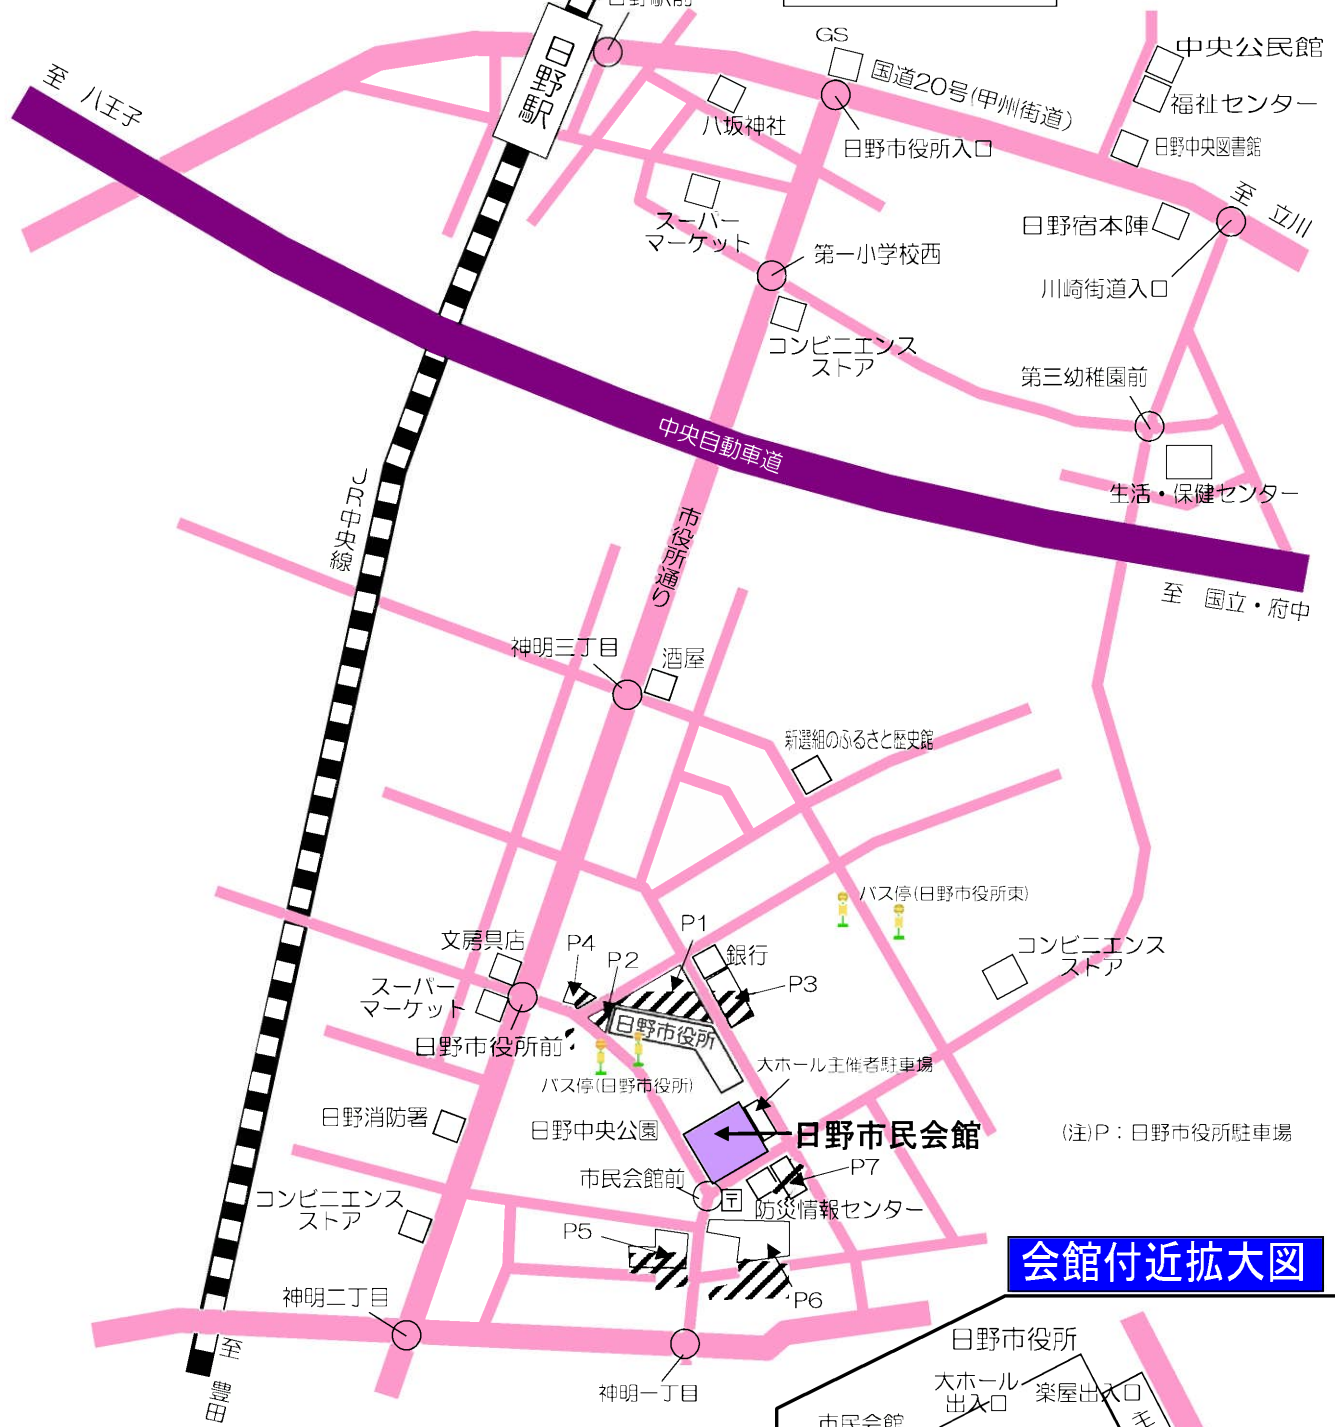 日野駅前
日野駅
GS
国道20号(甲州街道)
中央公民館
福祉センター
日野中央図書館
至 八王子
八坂神社
日野市役所入口
至 立川
スーパー
マーケット
日野宿本陣
第一小学校西
川崎街道入口
コンビニエンス
ストア
第三幼稚園前
中央自動車道
生活・保健センター
JR中央線
市役所通り
至 国立・府中
神明三丁目
酒屋
新選組のふるさと歴史館
バス停(日野市役所東)
文房具店
P4
P2
P1
銀行
P3
コンビニエンス
ストア
スーパー
マーケット
日野市役所
日野市役所前
バス停(日野市役所)
大ホール主催者駐車場
日野消防署
日野中央公園
日野市民会館
(注)P：日野市役所駐車場
市民会館前
〒
P7
防災情報センター
コンビニエンス
ストア
P5
P6
会館付近拡大図
神明二丁目
至 豊田
神明一丁目
日野市役所
大ホール
出入口
楽屋出入口
市民会館
主